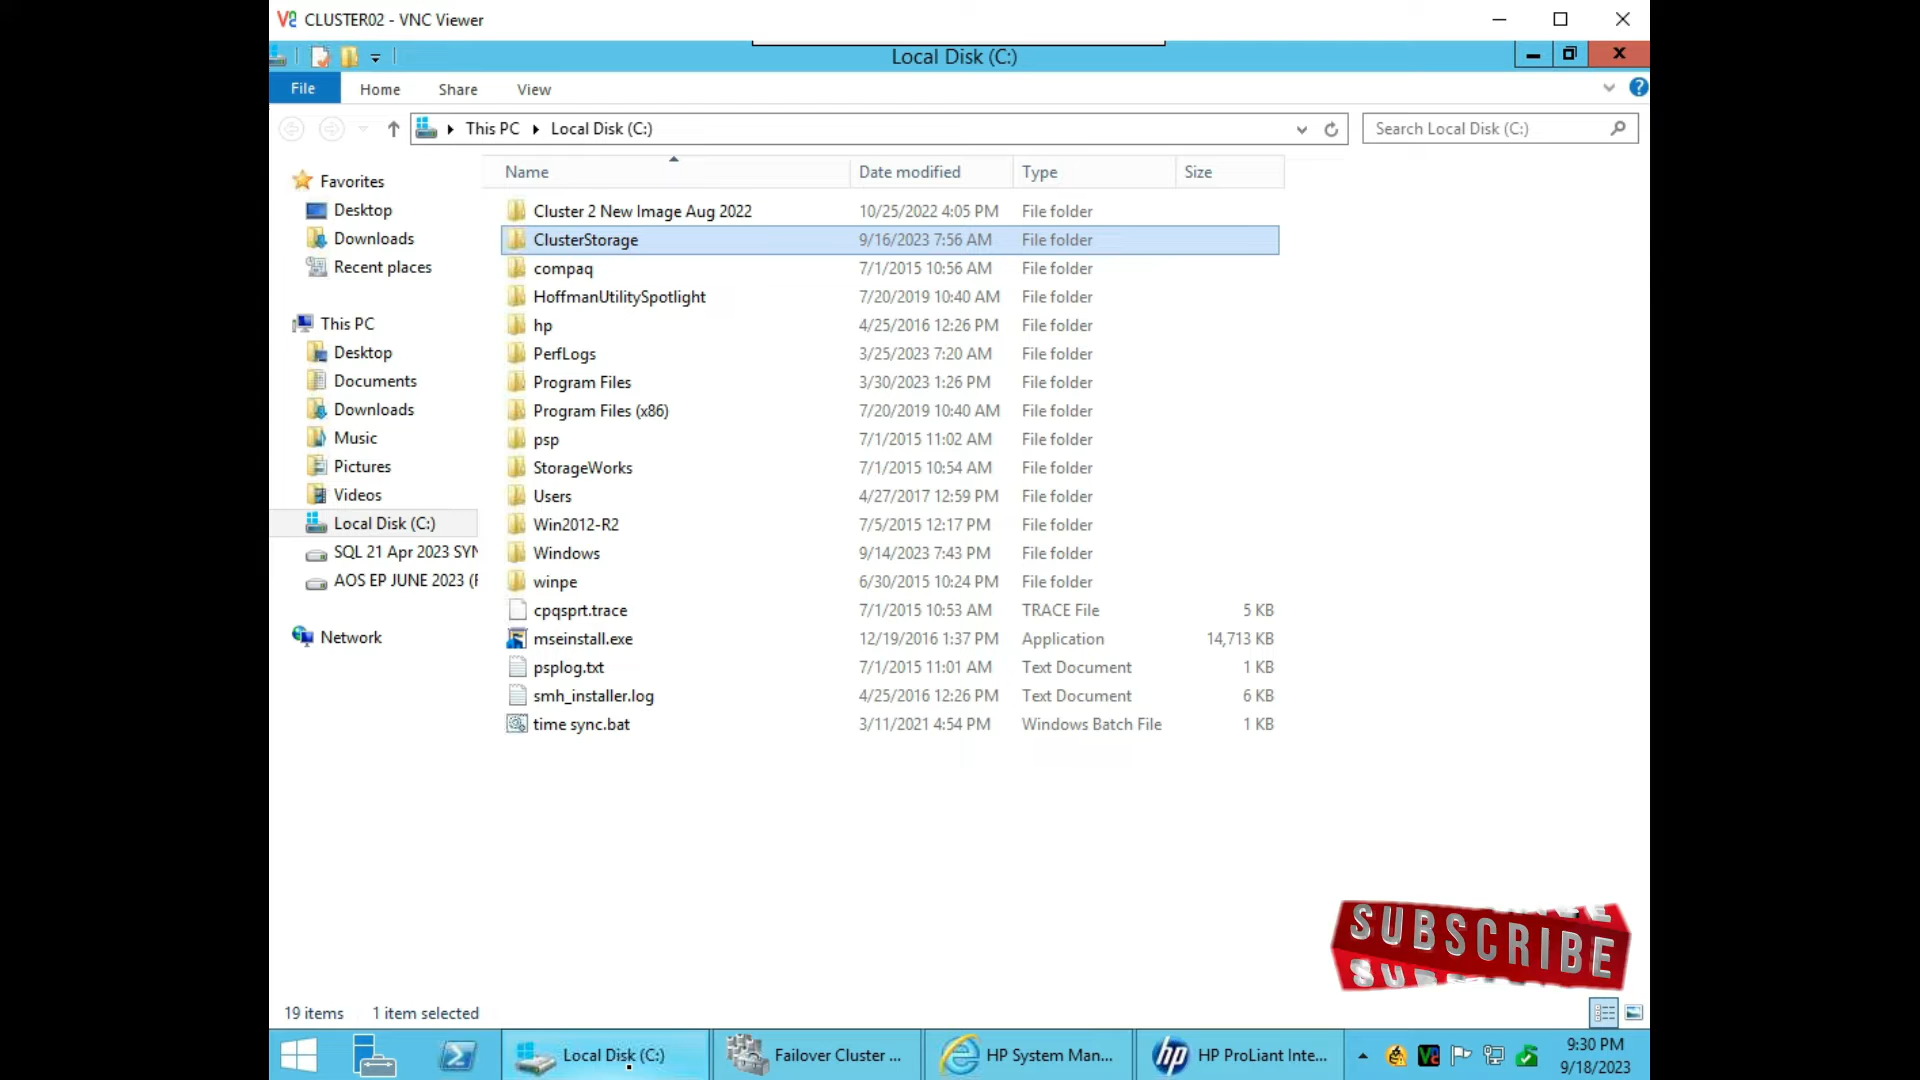 CLUSTER02 - VNC Viewer
Local Disk (C:)
File Home Share View
This PC Local Disk (C:) Search Local Disk (C:)
Name Date modified Type Size
Favorites
Desktop
Downloads
Recent places
This PC
Desktop
Documents
Downloads
Music
Pictures
Videos
Local Disk (C:)
SQL 21 Apr 2023 SYN
AOS EP JUNE 2023 (F
Network
Cluster 2 New Image Aug 2022 10/25/2022 4:05 PM File folder
ClusterStorage 9/16/2023 7:56 AM File folder
compaq 7/1/2015 10:56 AM File folder
HoffmanUtilitySpotlight 7/20/2019 10:40 AM File folder
hp 4/25/2016 12:26 PM File folder
PerfLogs 3/25/2023 7:20 AM File folder
Program Files 3/30/2023 1:26 PM File folder
Program Files (x86) 7/20/2019 10:40 AM File folder
psp 7/1/2015 11:02 AM File folder
StorageWorks 7/1/2015 10:54 AM File folder
Users 4/27/2017 12:59 PM File folder
Win2012-R2 7/5/2015 12:17 PM File folder
Windows 9/14/2023 7:43 PM File folder
winpe 6/30/2015 10:24 PM File folder
cpqsprt.trace 7/1/2015 10:53 AM TRACE File 5 KB
mseinstall.exe 12/19/2016 1:37 PM Application 14,713 KB
psplog.txt 7/1/2015 11:01 AM Text Document 1 KB
smh_installer.log 4/25/2016 12:26 PM Text Document 6 KB
time sync.bat 3/11/2021 4:54 PM Windows Batch File 1 KB
SUBSCRIBE
19 items 1 item selected
Local Disk (C:) Failover Cluster ... HP System Man... hp HP ProLiant Inte... 9:30 PM
9/18/2023